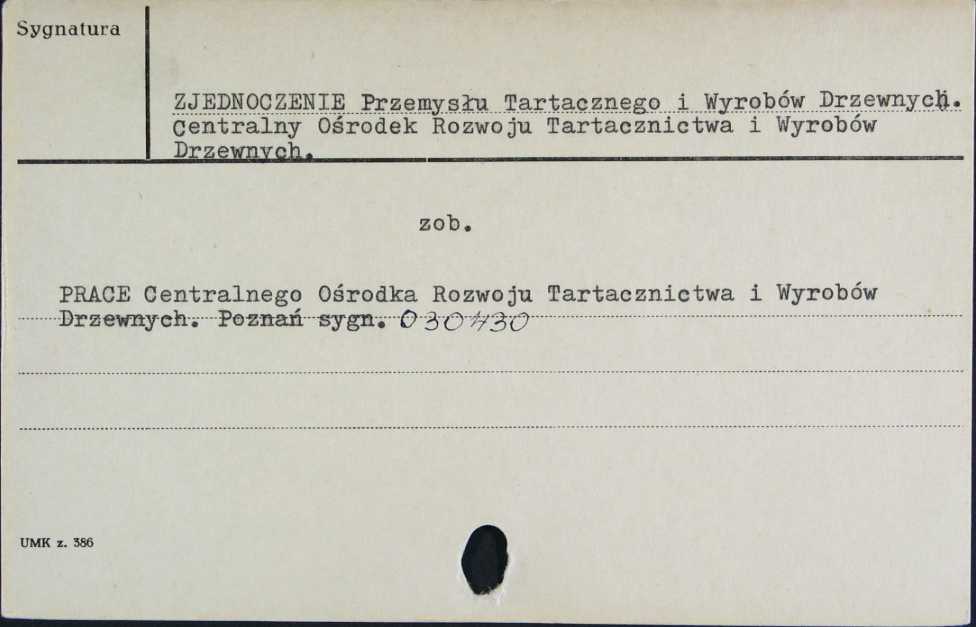 Sygnatura
ZJEDNOCZENIE Przemysłu Tartacznego i Wyrobów Drzewnych.
Centralny Ośrodek Rozwoju Tartacznictwa i Wyrobów
Drzewnych.
zob.
PRACE Centralnego Ośrodka Rozwoju Tartacznictwa i Wyrobów
Drzewnych. Poznań sygn. 030430
UMK z. 386